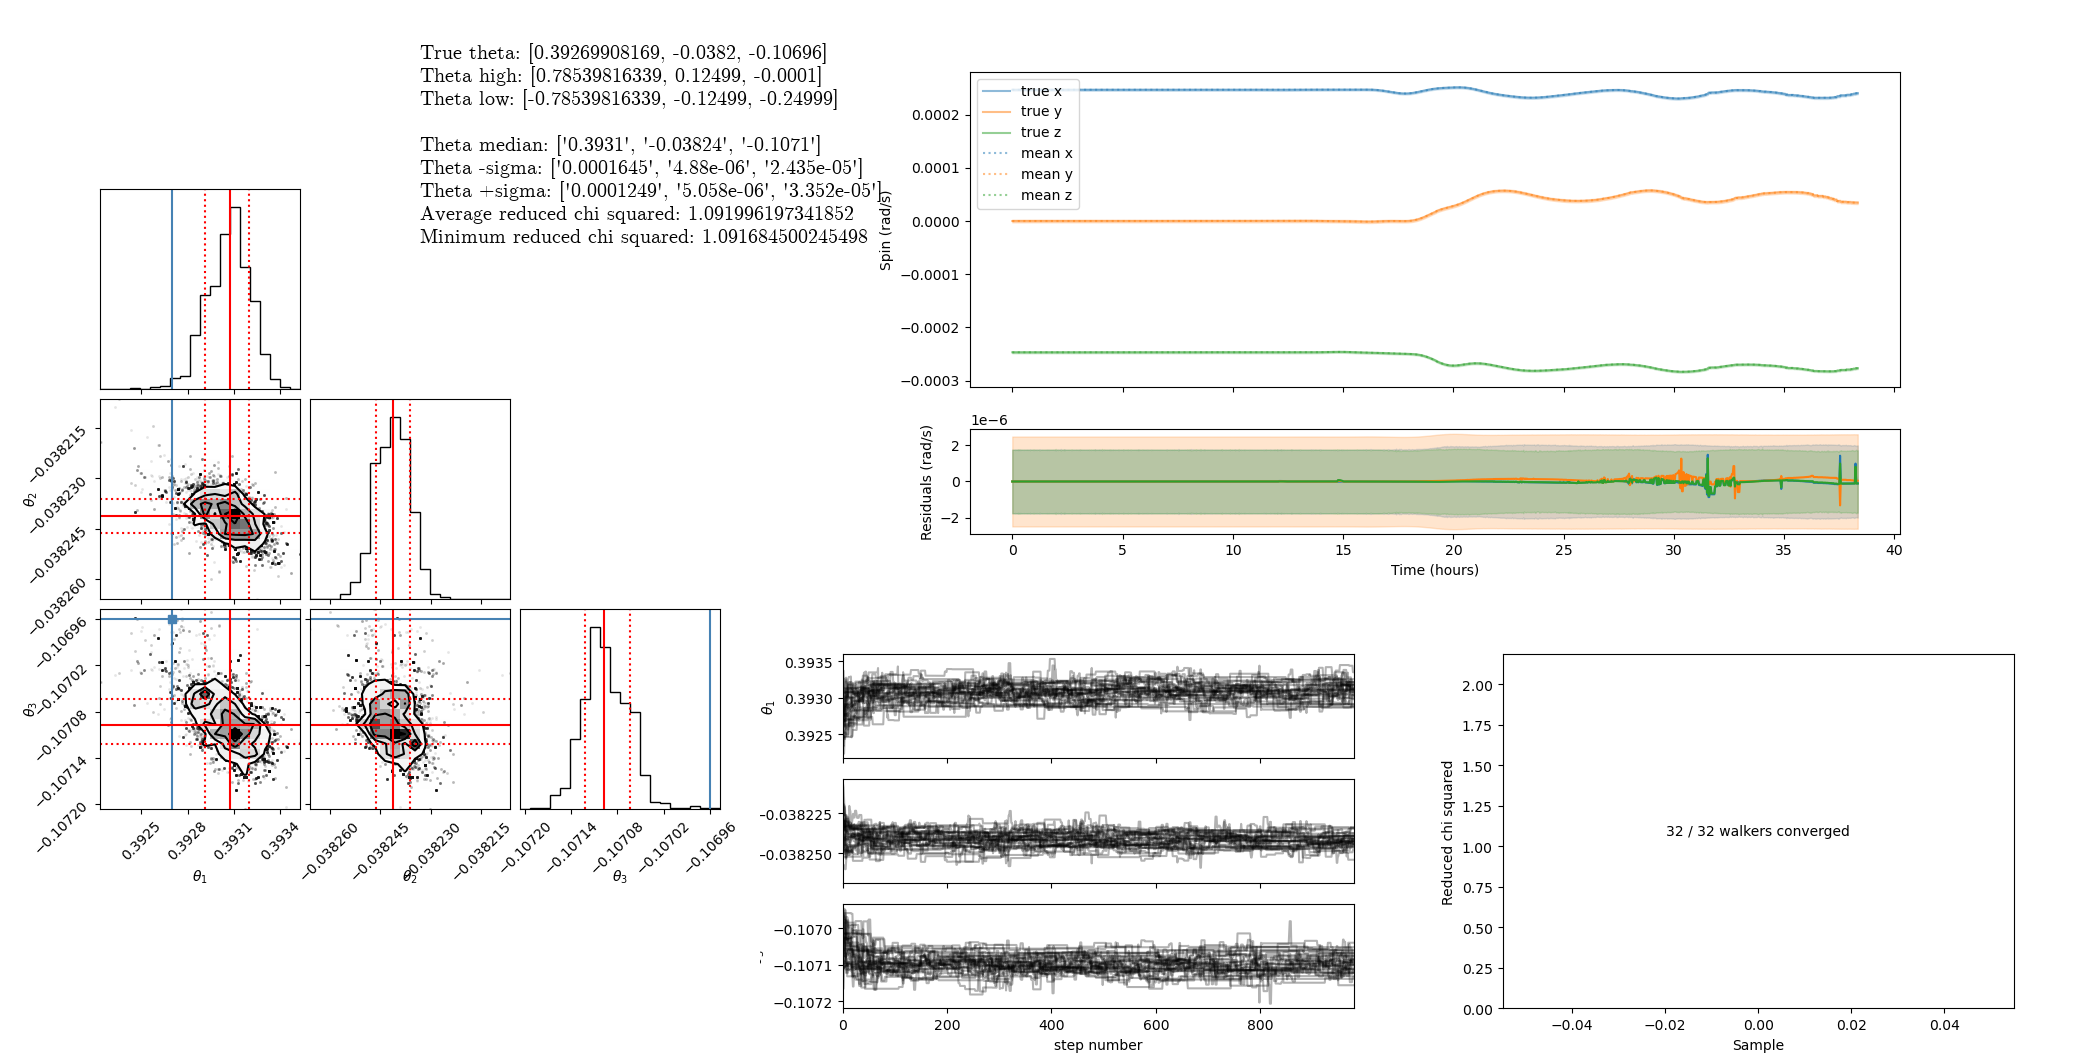 True theta: [0.39269908169, -0.0382, -0.10696]
Theta high: [0.78539816339, 0.12499, -0.0001]
Theta low: [-0.78539816339, -0.12499, -0.24999]
Theta median: ['0.3931', '-0.03824', '-0.1071']
Theta -sigma: ['0.0001645', '4.88e-06', '2.435e-05']
Theta +sigma: ['0.0001249', '5.058e-06', '3.352e-05']
Average reduced chi squared: 1.091996197341852
Minimum reduced chi squared: 1.091684500245498
true x
true y
true z
mean x
mean y
mean z
Spin (rad/s)
0.0002
0.0001
0.0000
−0.0001
−0.0002
−0.0003
1e−6
Residuals (rad/s)
2
0
−2
0 5 10 15 20 25 30 35 40
Time (hours)
θ2
−0.038215
−0.038230
−0.038245
−0.038260
θ3
−0.10696
−0.10702
−0.10708
−0.10714
−0.10720
0.3925 0.3928 0.3931 0.3934
θ1
−0.038260 −0.038245 −0.038230 −0.038215
θ2
−0.10720 −0.10714 −0.10708 −0.10702 −0.10696
θ3
θ1
0.3935
0.3930
0.3925
−0.038225
−0.038250
−0.1070
−0.1071
−0.1072
0 200 400 600 800
step number
Reduced chi squared
2.00
1.75
1.50
1.25
1.00
0.75
0.50
0.25
0.00
32 / 32 walkers converged
−0.04 −0.02 0.00 0.02 0.04
Sample